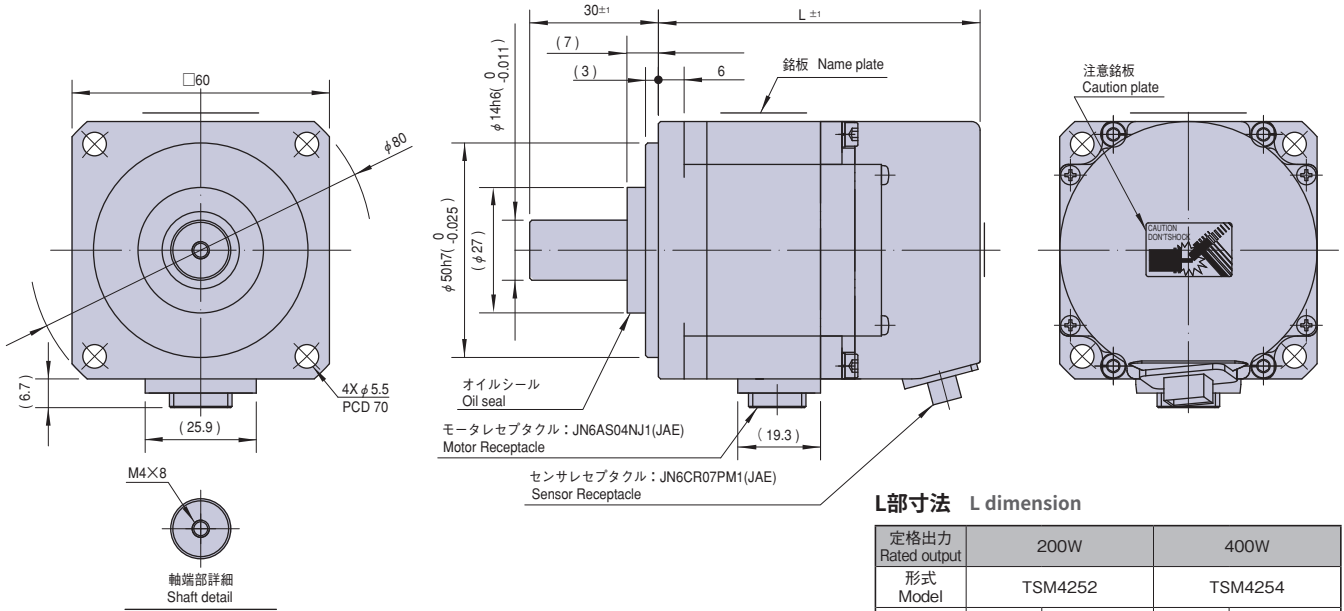 □60
φ80
(6.7)
(25.9)
4X φ5.5
PCD 70
M4×8
軸端部詳細
Shaft detail
30±1
L ±1
(7)
(3)
6
φ14h6( 0 -0.011)
φ50h7( 0 -0.025)
(φ27)
銘板 Name plate
オイルシール
Oil seal
モータレセプタクル：JN6AS04NJ1(JAE)
Motor Receptacle
(19.3)
センサレセプタクル：JN6CR07PM1(JAE)
Sensor Receptacle
注意銘板
Caution plate
CAUTION
DON'TSHOCK
L部寸法 L dimension
定格出力
Rated output
200W
400W
形式
Model
TSM4252
TSM4254